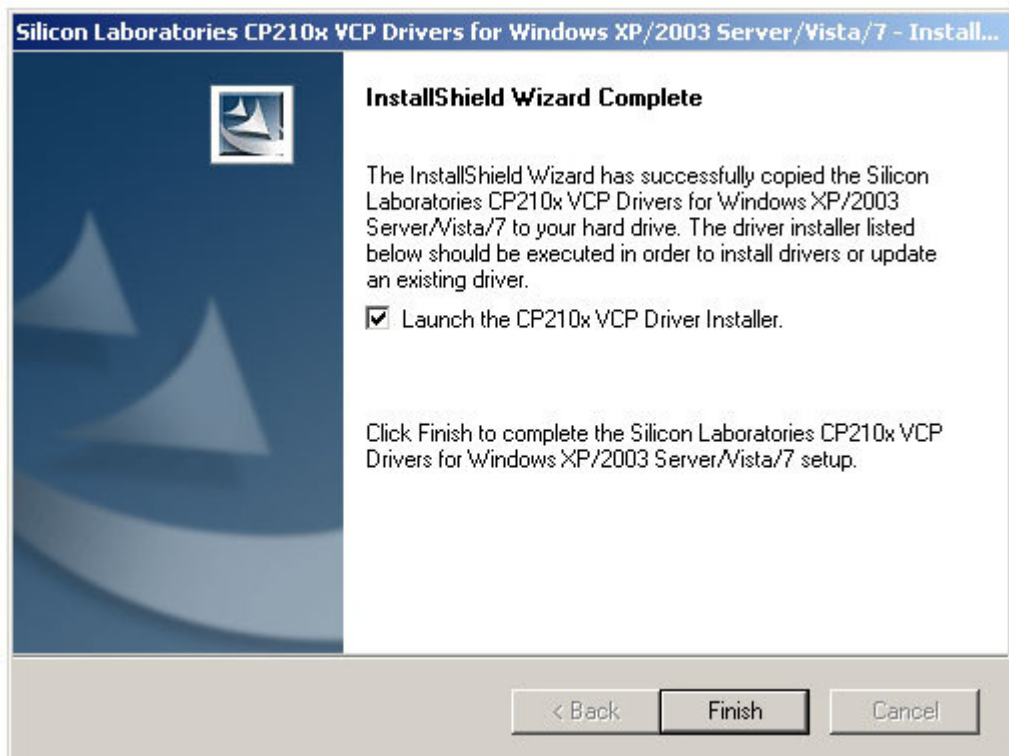 Silicon Laboratories CP210x VCP Drivers for Windows XP/2003 Server/Vista/7 - Install...
InstallShield Wizard Complete
The InstallShield Wizard has successfully copied the Silicon
Laboratories CP210x VCP Drivers for Windows XP/2003
Server/Vista/7 to your hard drive. The driver installer listed
below should be executed in order to install drivers or update
an existing driver.
Launch the CP210x VCP Driver Installer.
Click Finish to complete the Silicon Laboratories CP210x VCP
Drivers for Windows XP/2003 Server/Vista/7 setup.
< Back
Finish
Cancel